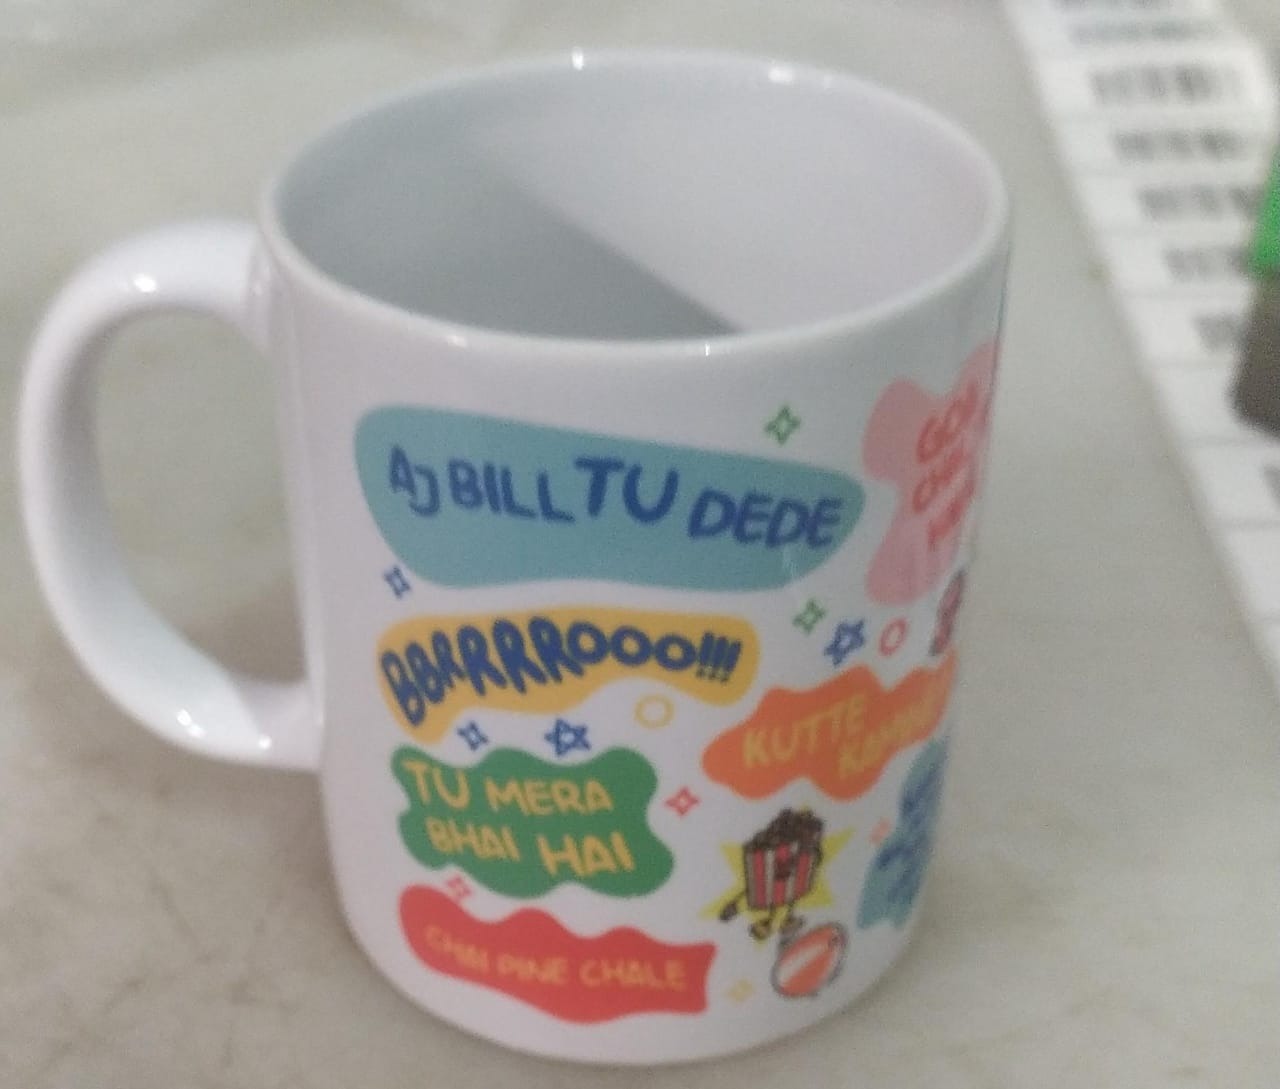 AJ BILL TU DEDE
BBRRRROOO!!!
KUTTE
TU MERA
BHAI HAI
CHAI PINE CHALE